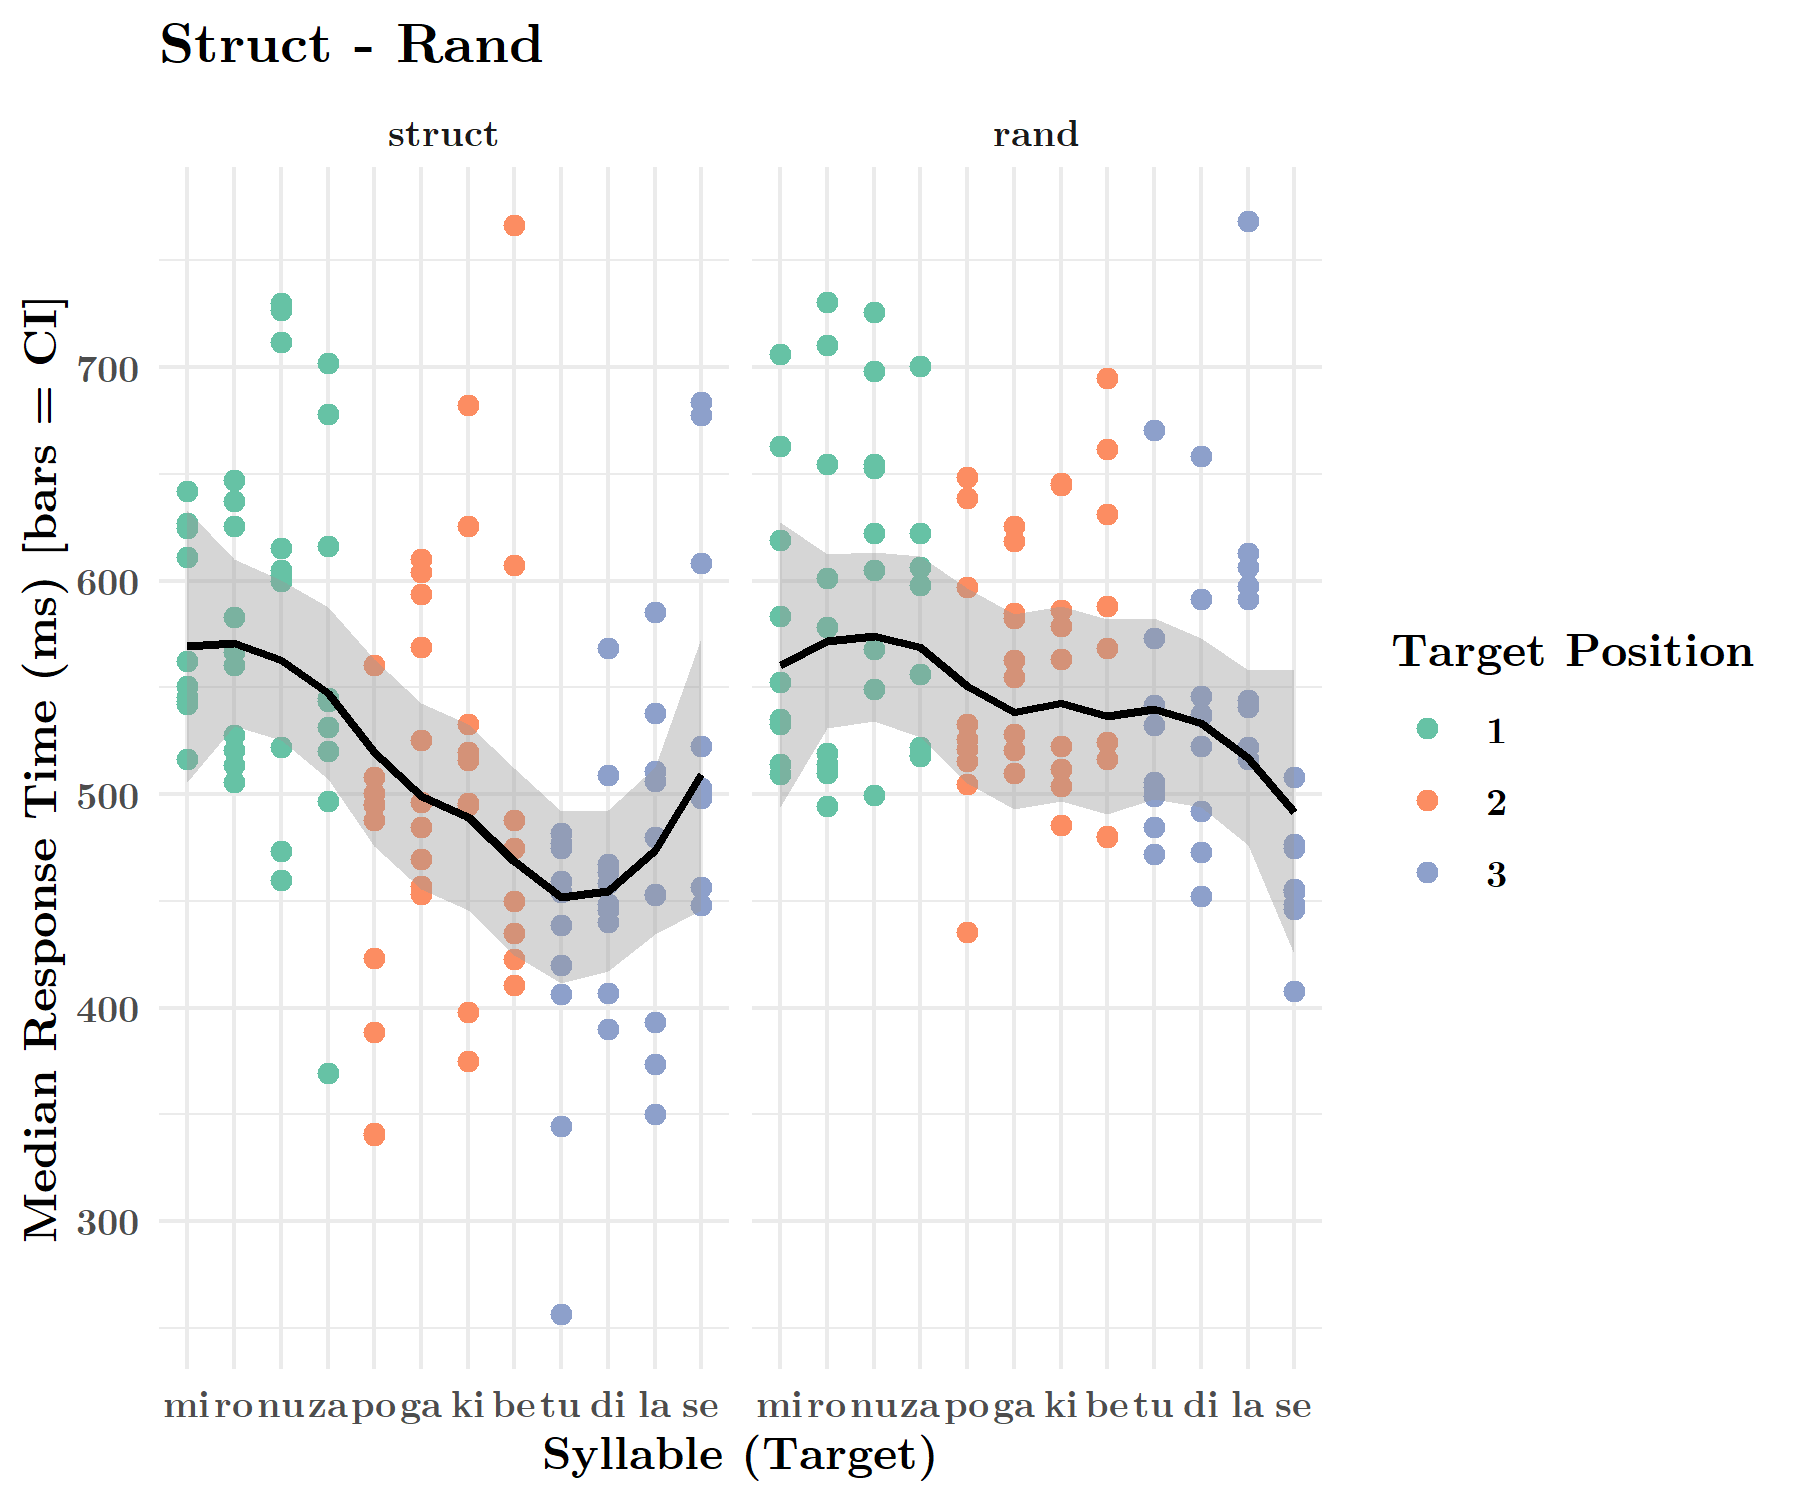 Struct - Rand
struct
rand
Median Response Time (ms) [bars = CI]
700
600
500
400
300
mi ro nu za po ga ki be tu di la se
mi ro nu za po ga ki be tu di la se
Syllable (Target)
Target Position
1
2
3